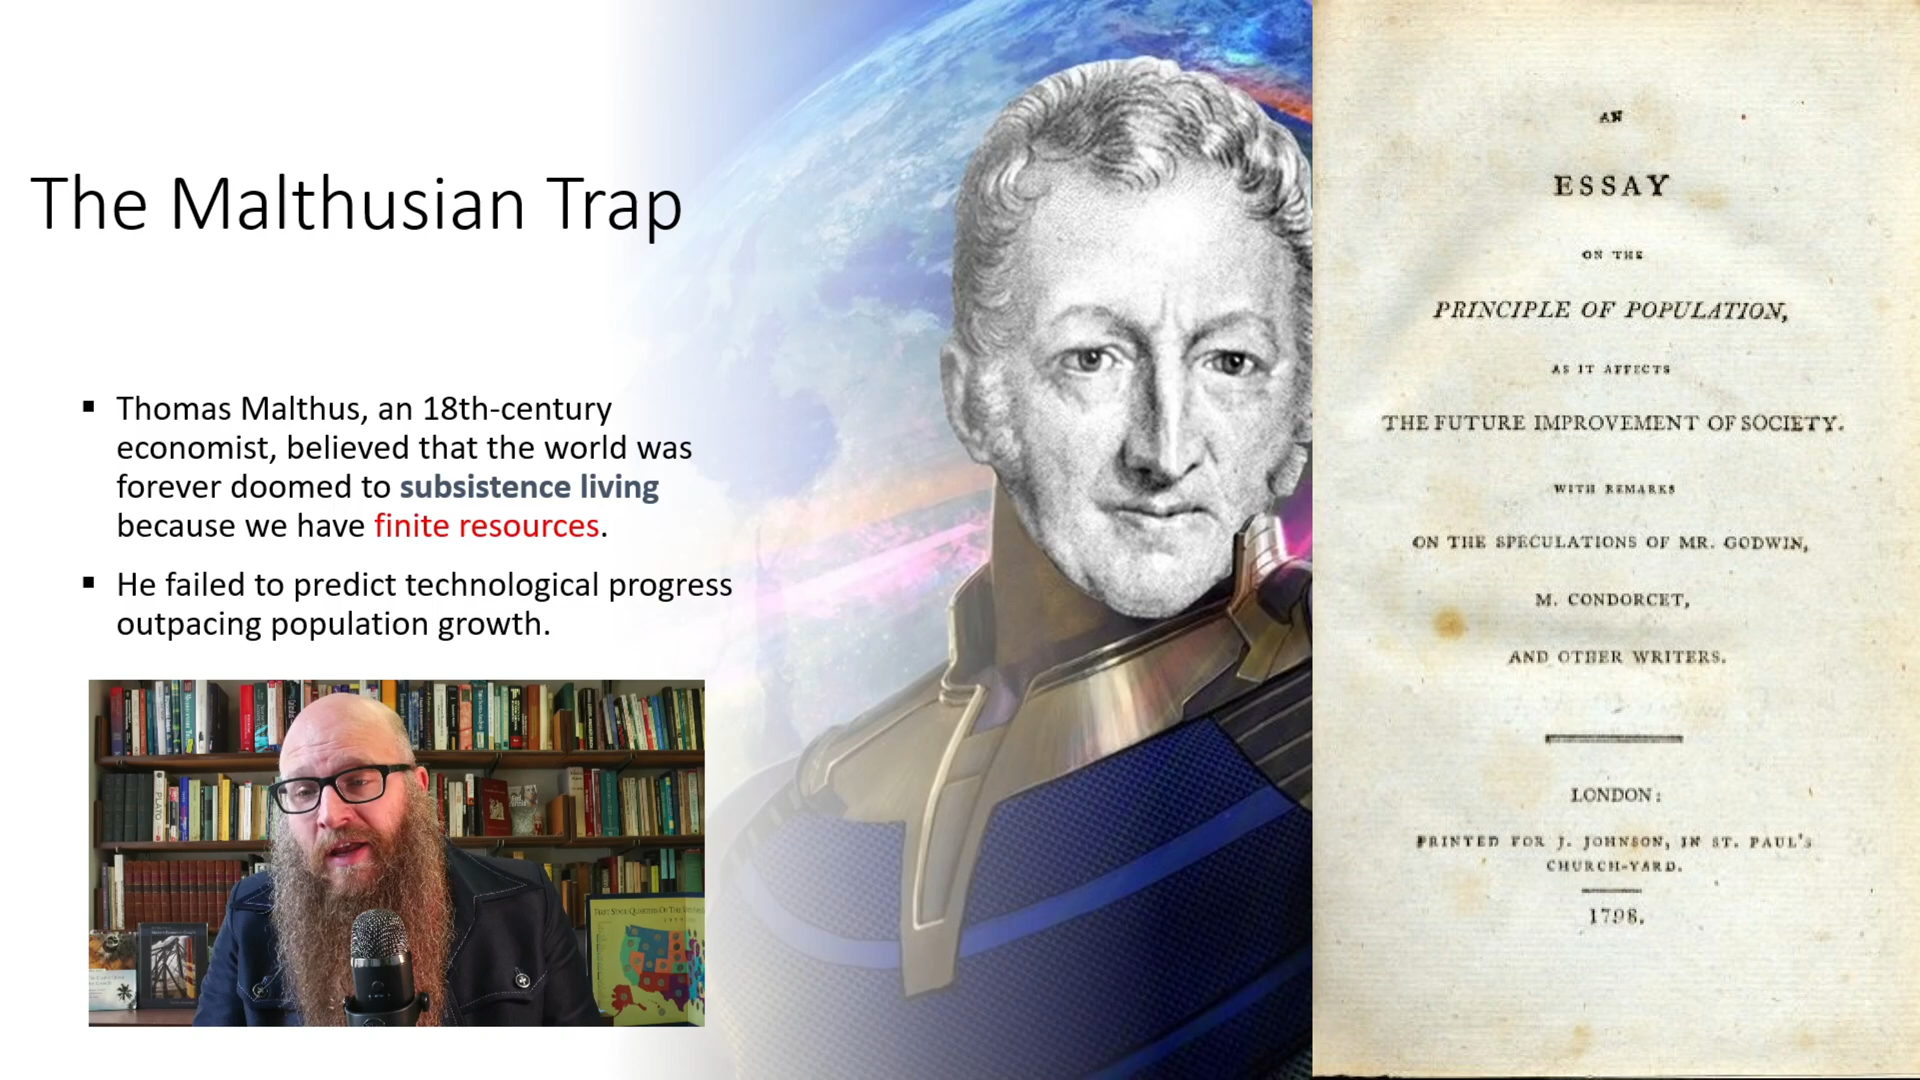 The Malthusian Trap
▪ Thomas Malthus, an 18th-century
economist, believed that the world was
forever doomed to subsistence living
because we have finite resources.
▪ He failed to predict technological progress
outpacing population growth.
PLATO
AN
ESSAY
ON THE
PRINCIPLE OF POPULATION,
AS IT AFFECTS
THE FUTURE IMPROVEMENT OF SOCIETY.
WITH REMARKS
ON THE SPECULATIONS OF MR. GODWIN,
M. CONDORCET,
AND OTHER WRITERS.
LONDON:
PRINTED FOR J. JOHNSON, IN ST. PAUL'S
CHURCH-YARD.
1798.